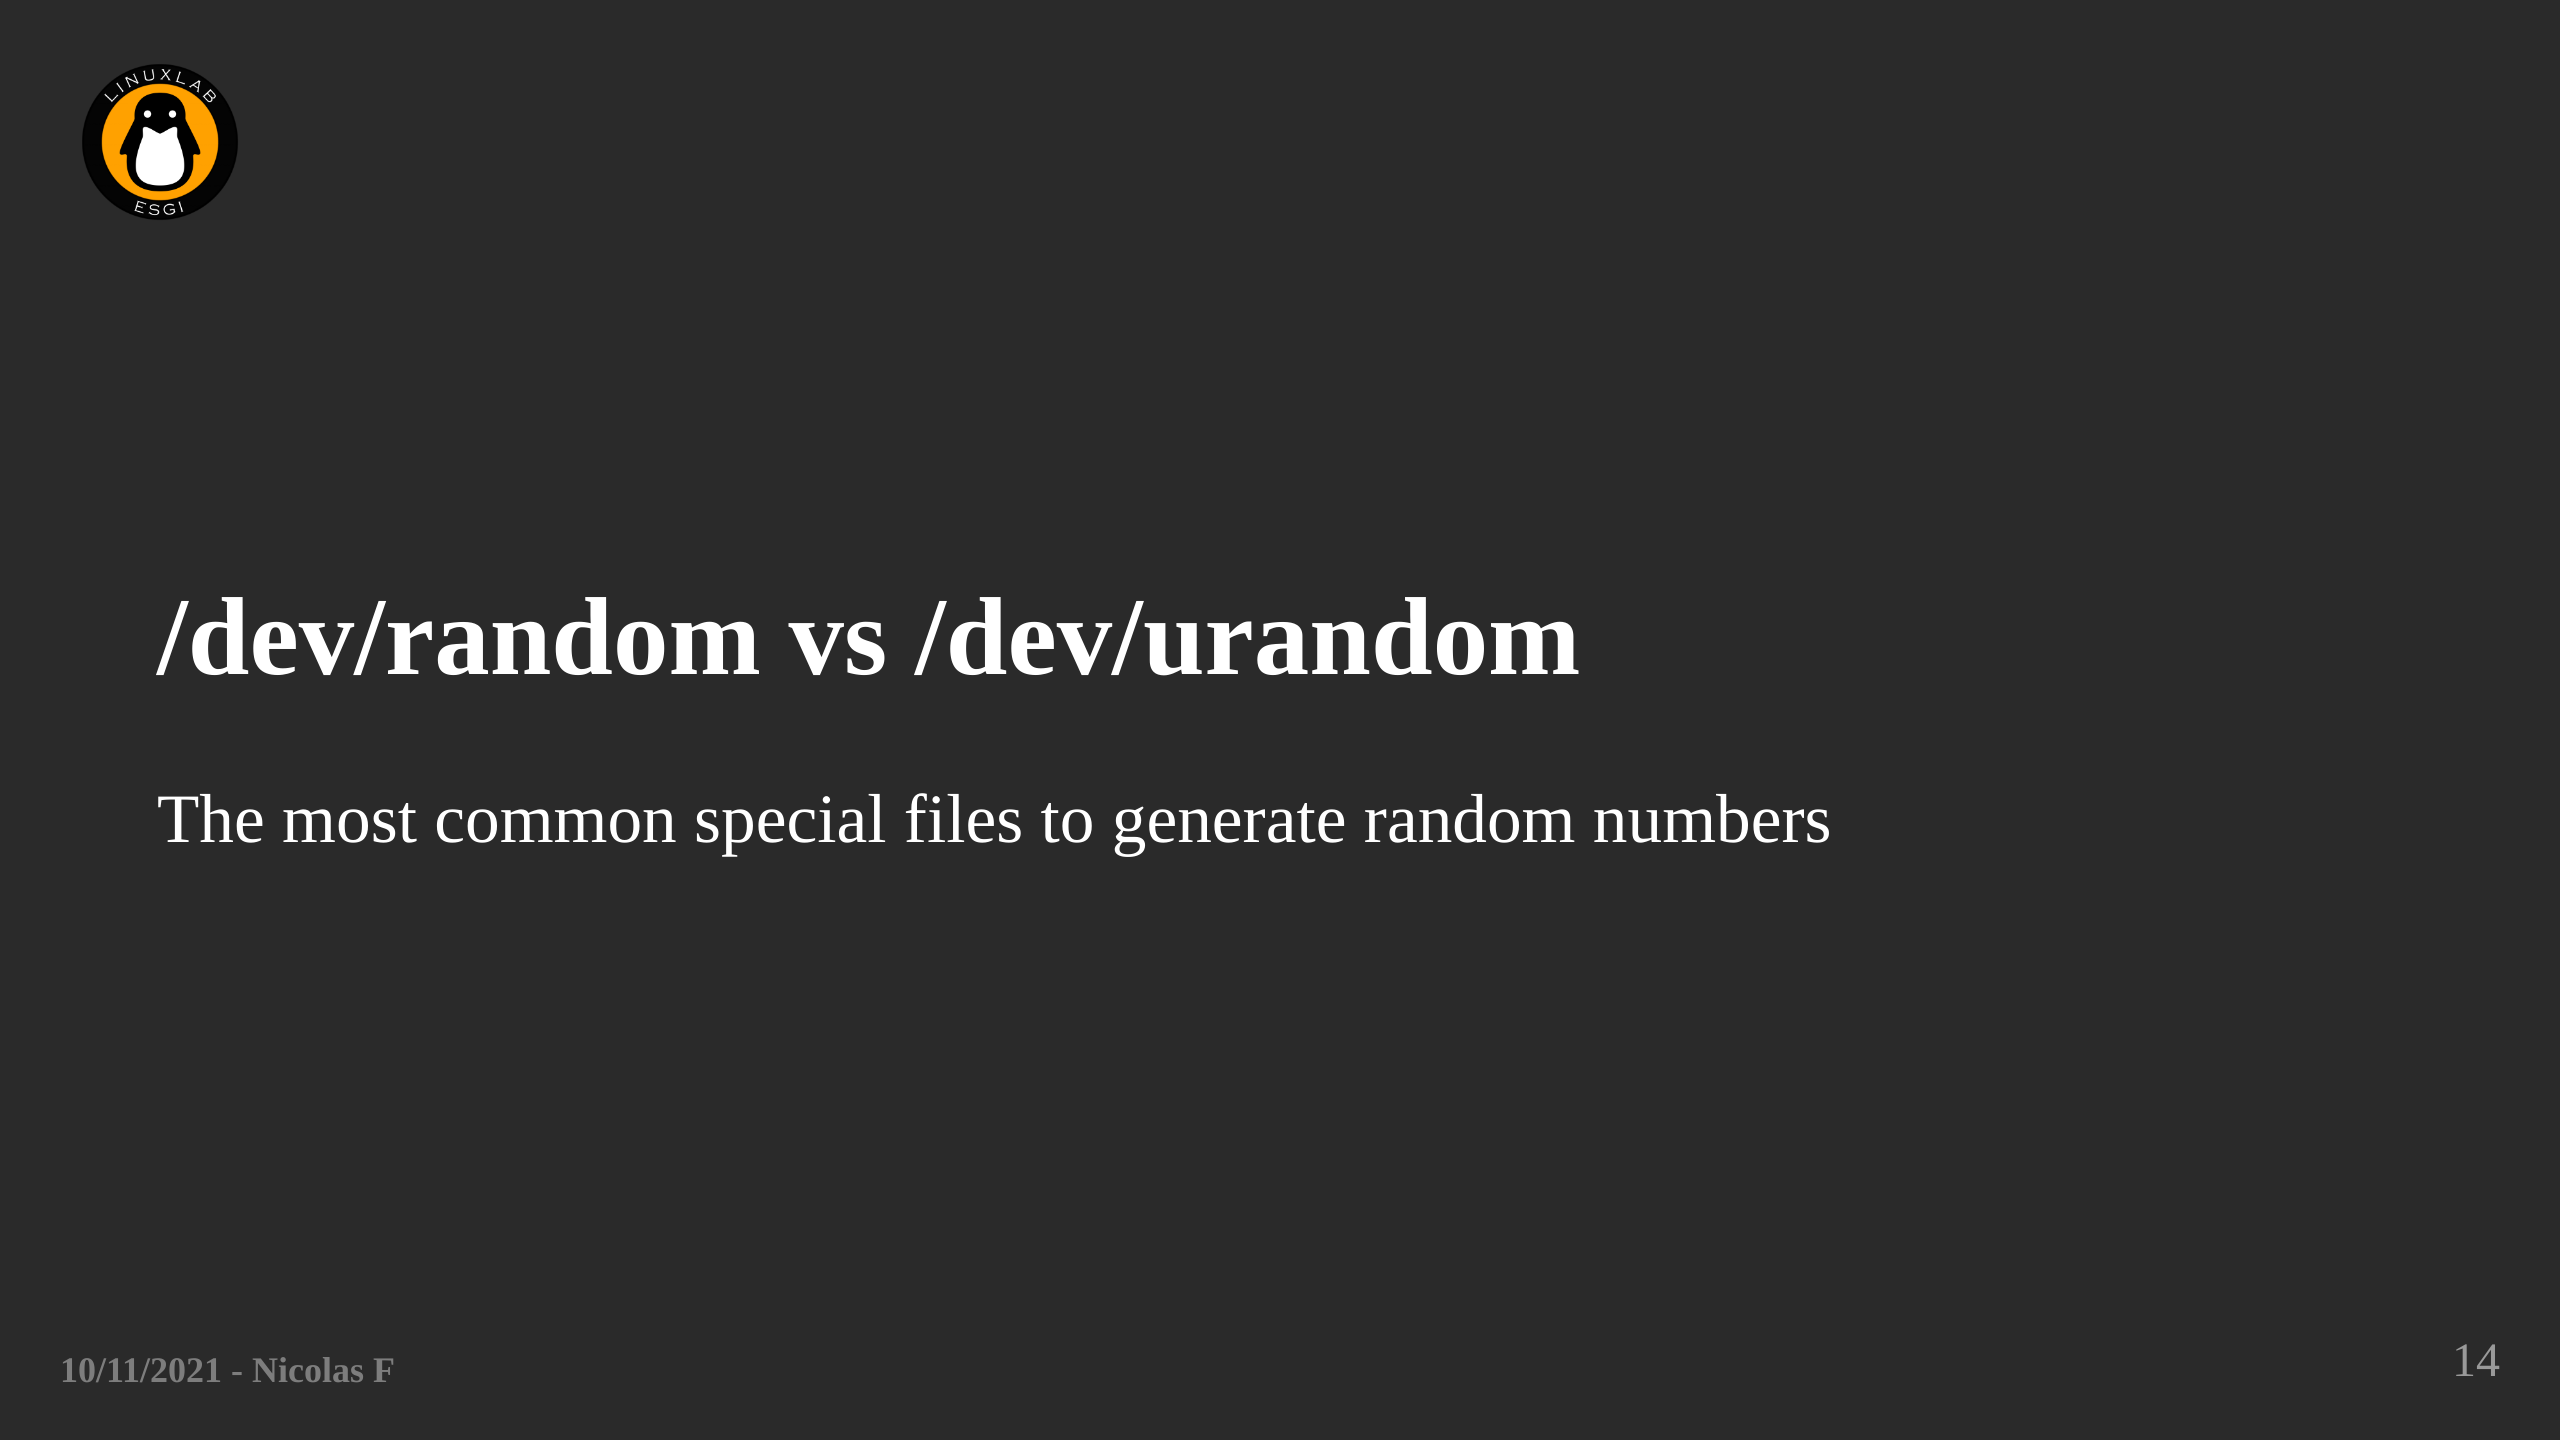 LINUXLAB
ESGI
/dev/random vs /dev/urandom
The most common special files to generate random numbers
10/11/2021 - Nicolas F
14